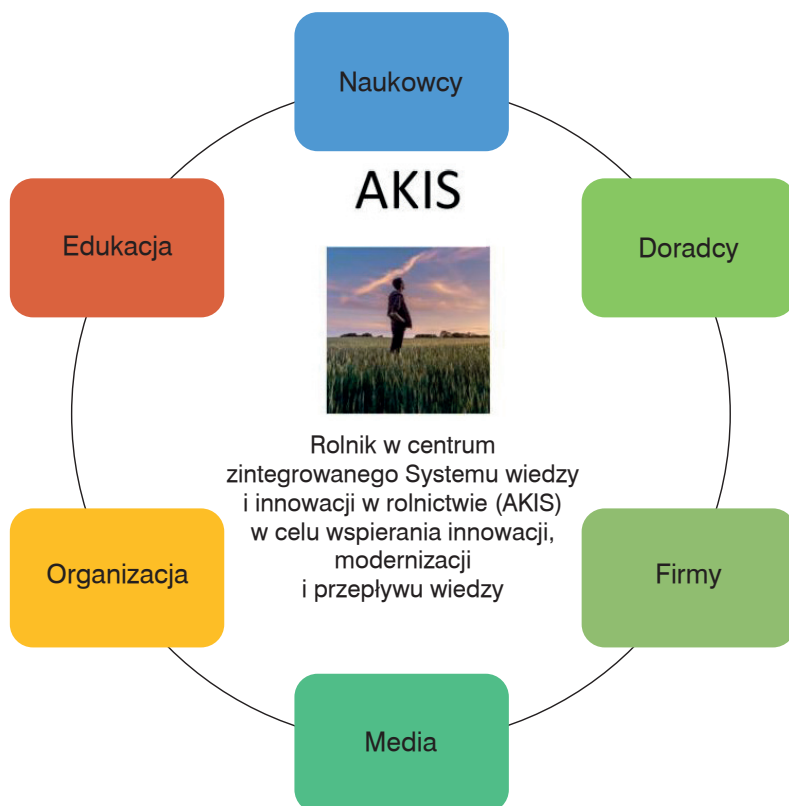 Naukowcy
AKIS
Edukacja
Doradcy
Rolnik w centrum
zintegrowanego Systemu wiedzy
i innowacji w rolnictwie (AKIS)
w celu wspierania innowacji,
modernizacji
i przepływu wiedzy
Organizacja
Firmy
Media